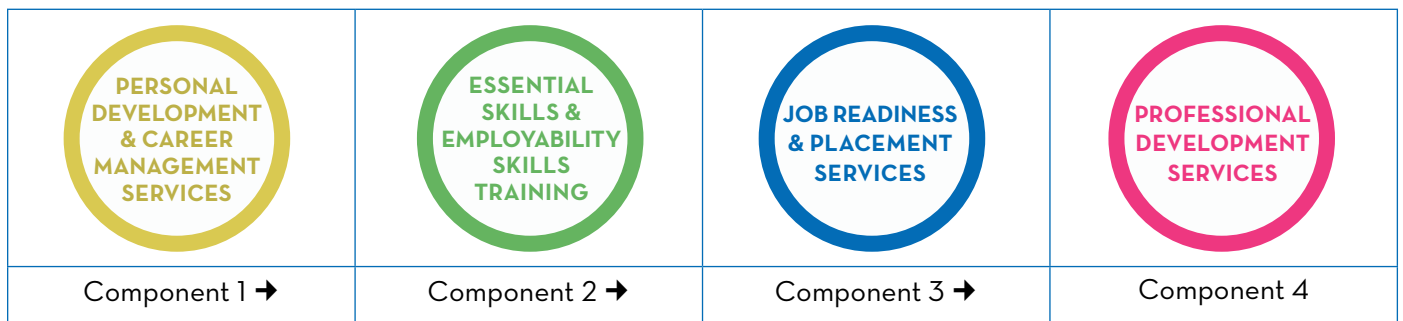 PERSONAL
DEVELOPMENT
& CAREER
MANAGEMENT
SERVICES
ESSENTIAL
SKILLS &
EMPLOYABILITY
SKILLS
TRAINING
JOB READINESS
& PLACEMENT
SERVICES
PROFESSIONAL
DEVELOPMENT
SERVICES
Component 1 →
Component 2 →
Component 3 →
Component 4